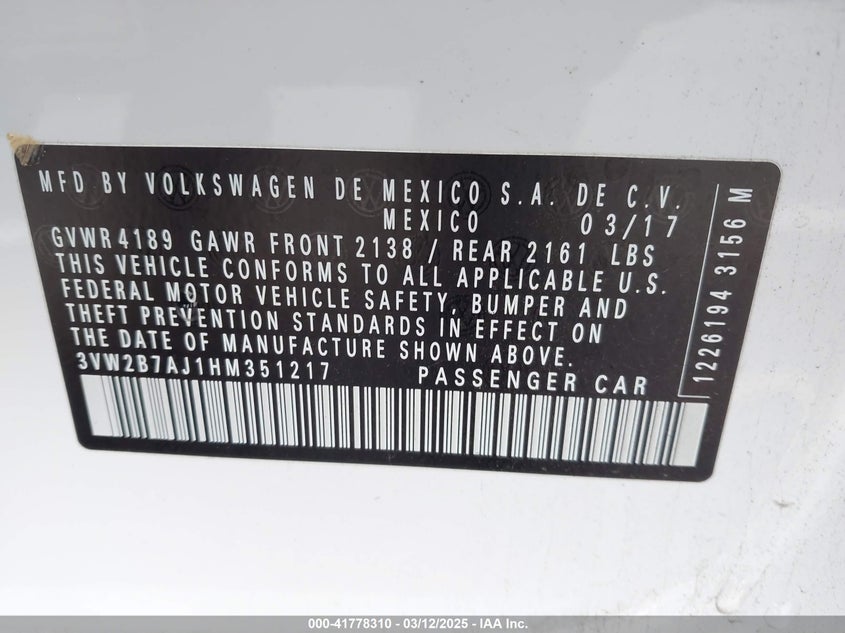 MFD BY VOLKSWAGEN DE MEXICO S.A. DE C.V.
MEXICO 03/17
GVWR 4189 GAWR FRONT 2138 / REAR 2161 LBS
THIS VEHICLE CONFORMS TO ALL APPLICABLE U.S.
FEDERAL MOTOR VEHICLE SAFETY, BUMPER AND
THEFT PREVENTION STANDARDS IN EFFECT ON
THE DATE OF MANUFACTURE SHOWN ABOVE.
3VW2B7AJ1HM351217 PASSENGER CAR
1226194 3156 M
000-41778310 - 03/12/2025 - IAA, Inc.